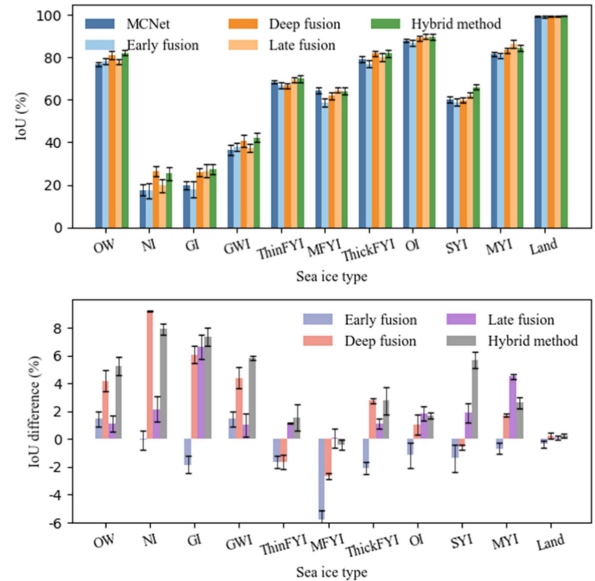 100
80
60
40
20
0
IoU (%)
MCNet
Deep fusion
Hybrid method
Early fusion
Late fusion
OW NI GI GWI ThinFYI MFYI ThickFYI OI SYI MYI Land
Sea ice type
8
6
4
2
0
-2
-4
-6
IoU difference (%)
Early fusion
Late fusion
Deep fusion
Hybrid method
OW NI GI GWI ThinFYI MFYI ThickFYI OI SYI MYI Land
Sea ice type